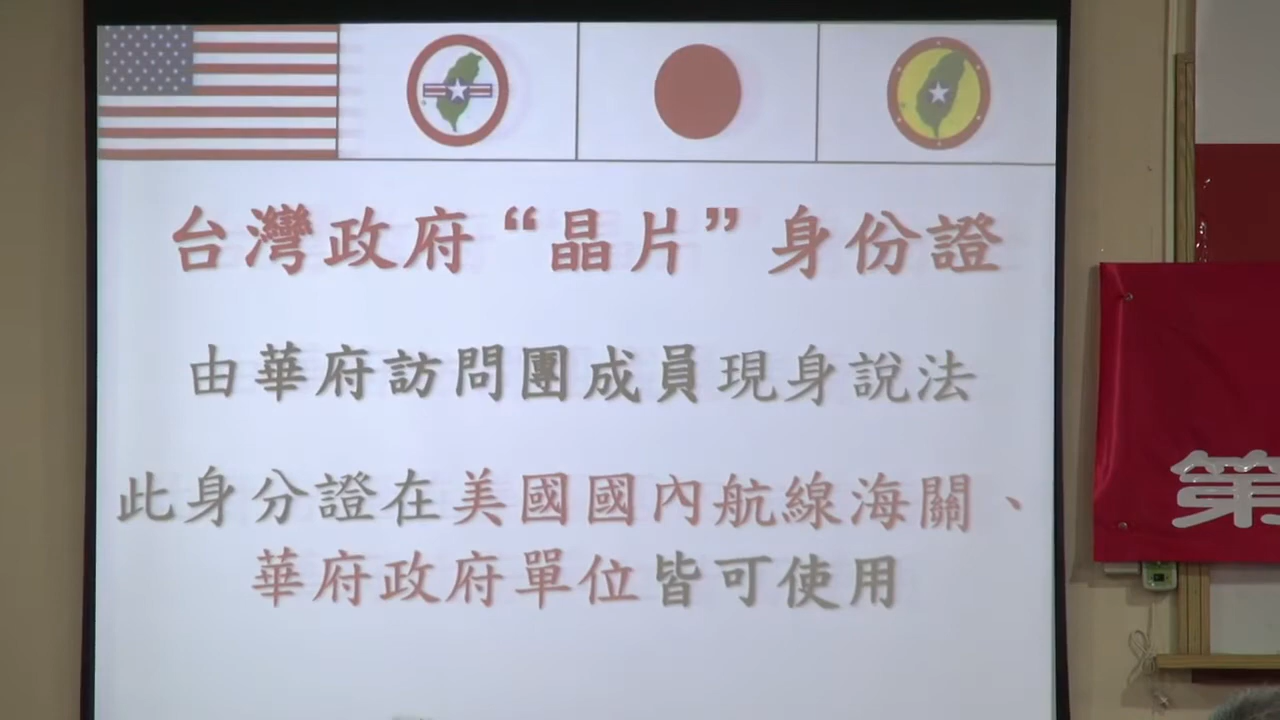 台灣政府“晶片”身份證
由華府訪問團成員現身說法
此身分證在美國國內航線海關、
華府政府單位皆可使用
第